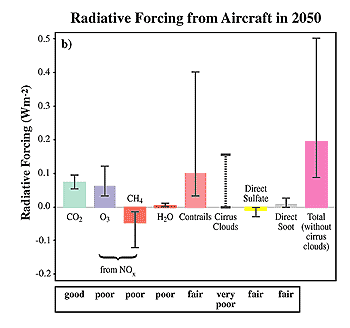 Radiative Forcing from Aircraft in 2050
b)
Radiative Forcing (Wm-2)
0.5
0.4
0.3
0.2
0.1
0.0
-0.1
-0.2
CO2
O3
CH4
H2O
Contrails
Cirrus
Clouds
Direct
Sulfate
Direct
Soot
Total
(without
cirrus
clouds)
from NOx
good poor poor poor fair very
poor fair fair